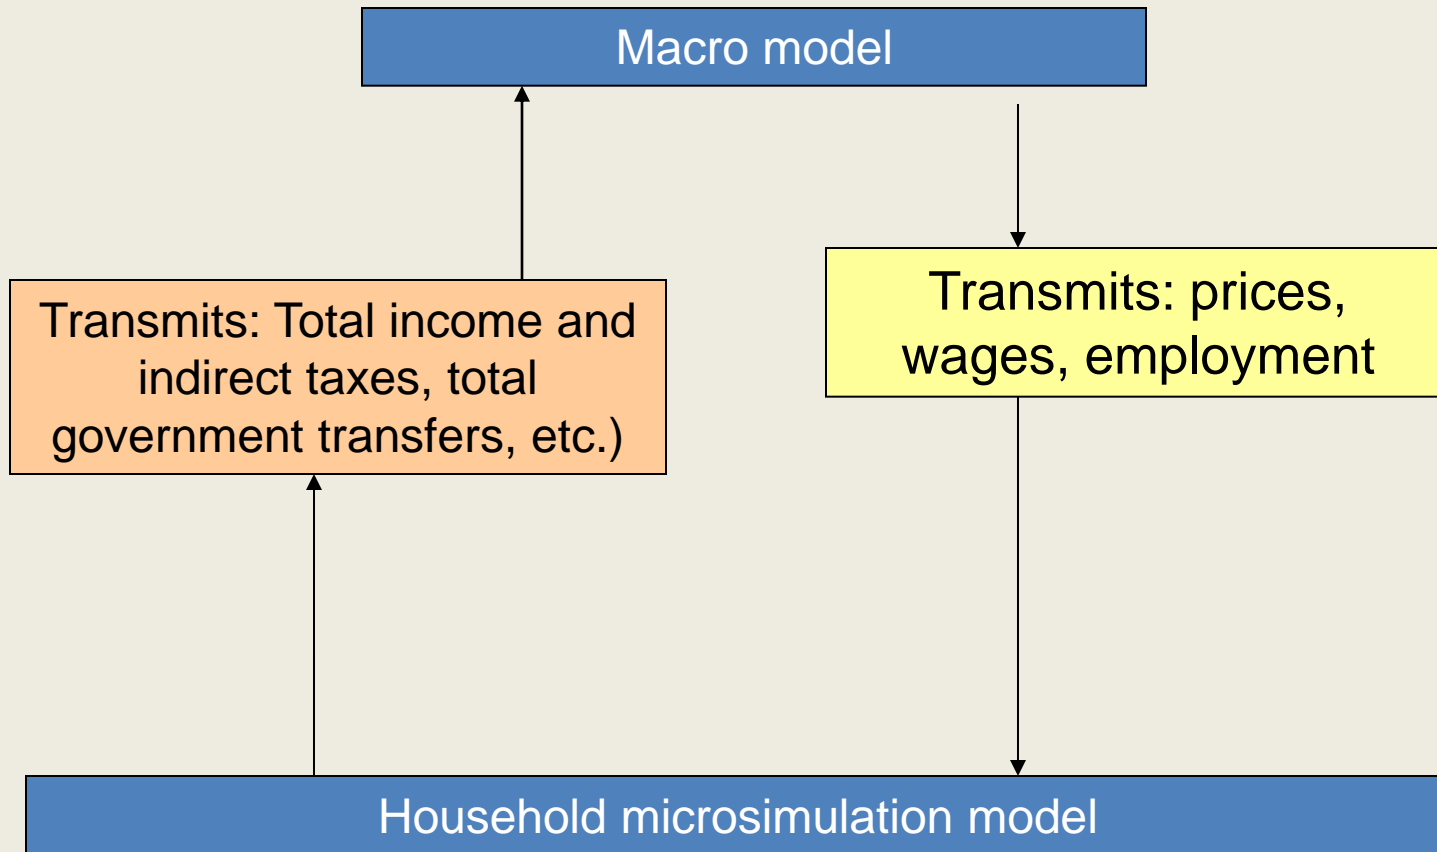 Macro model
Transmits: Total income and
indirect taxes, total
government transfers, etc.)
Transmits: prices,
wages, employment
Household microsimulation model